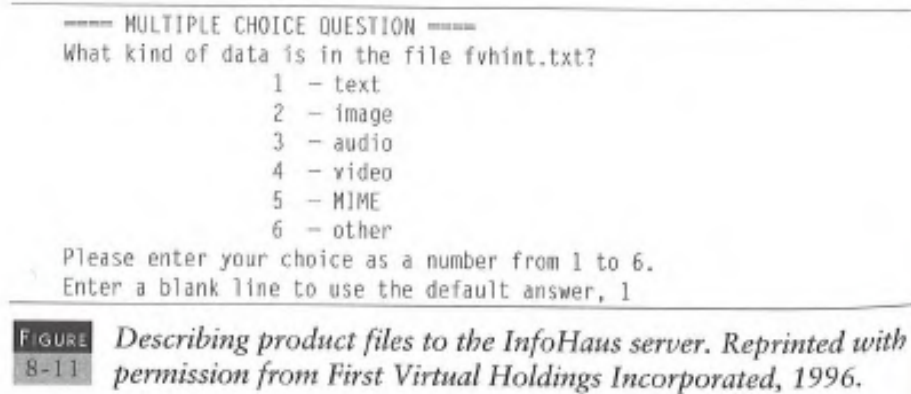 ==== MULTIPLE CHOICE QUESTION ====
What kind of data is in the file fvhint.txt?
1 – text
2 – image
3 – audio
4 – video
5 – MIME
6 – other
Please enter your choice as a number from 1 to 6.
Enter a blank line to use the default answer, 1
FIGURE
8-11
Describing product files to the InfoHaus server. Reprinted with
permission from First Virtual Holdings Incorporated, 1996.